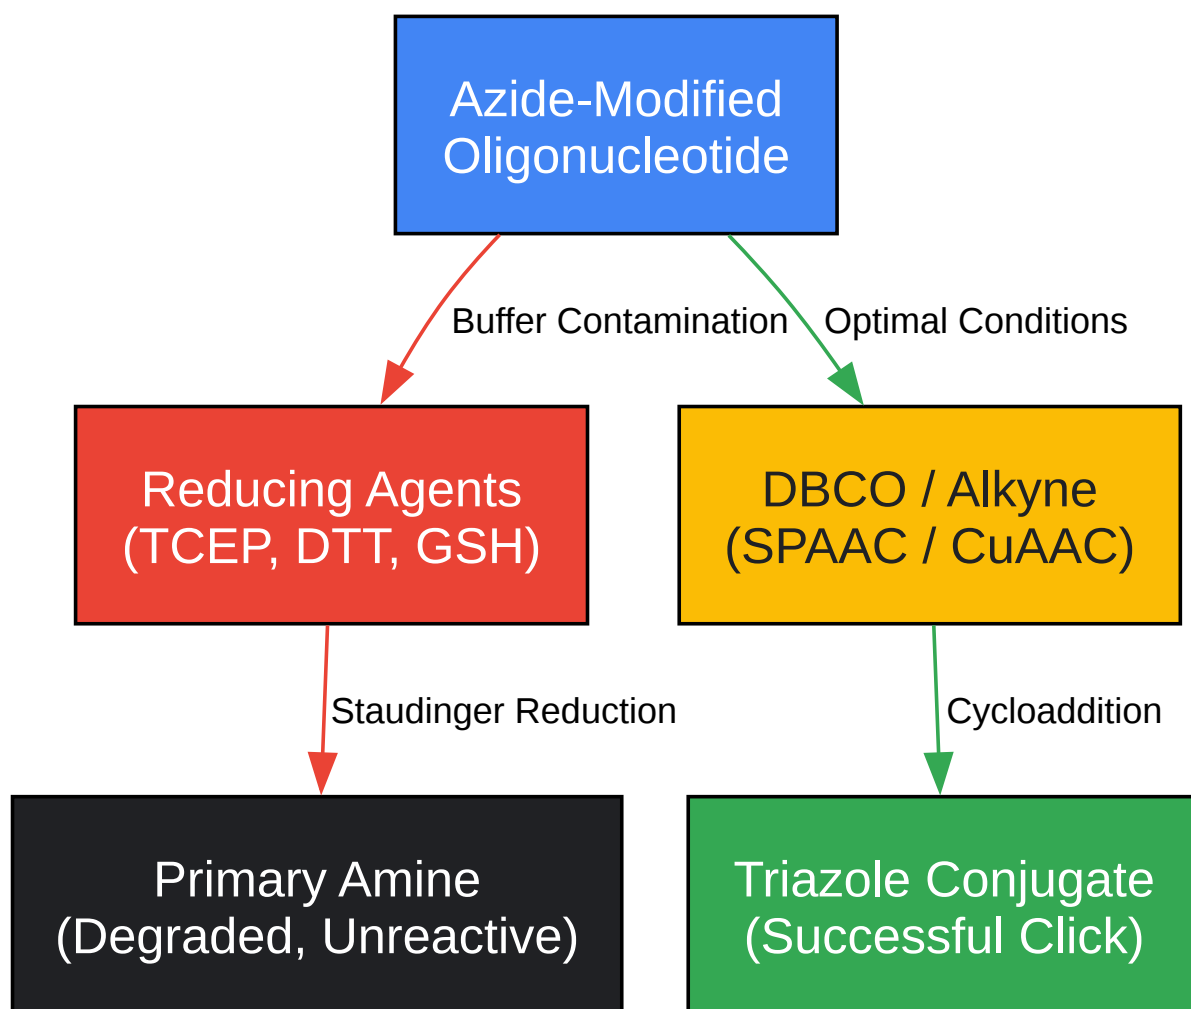 Azide-Modified
Oligonucleotide
Buffer Contamination
Optimal Conditions
Reducing Agents
(TCEP, DTT, GSH)
DBCO / Alkyne
(SPAAC / CuAAC)
Staudinger Reduction
Cycloaddition
Primary Amine
(Degraded, Unreactive)
Triazole Conjugate
(Successful Click)